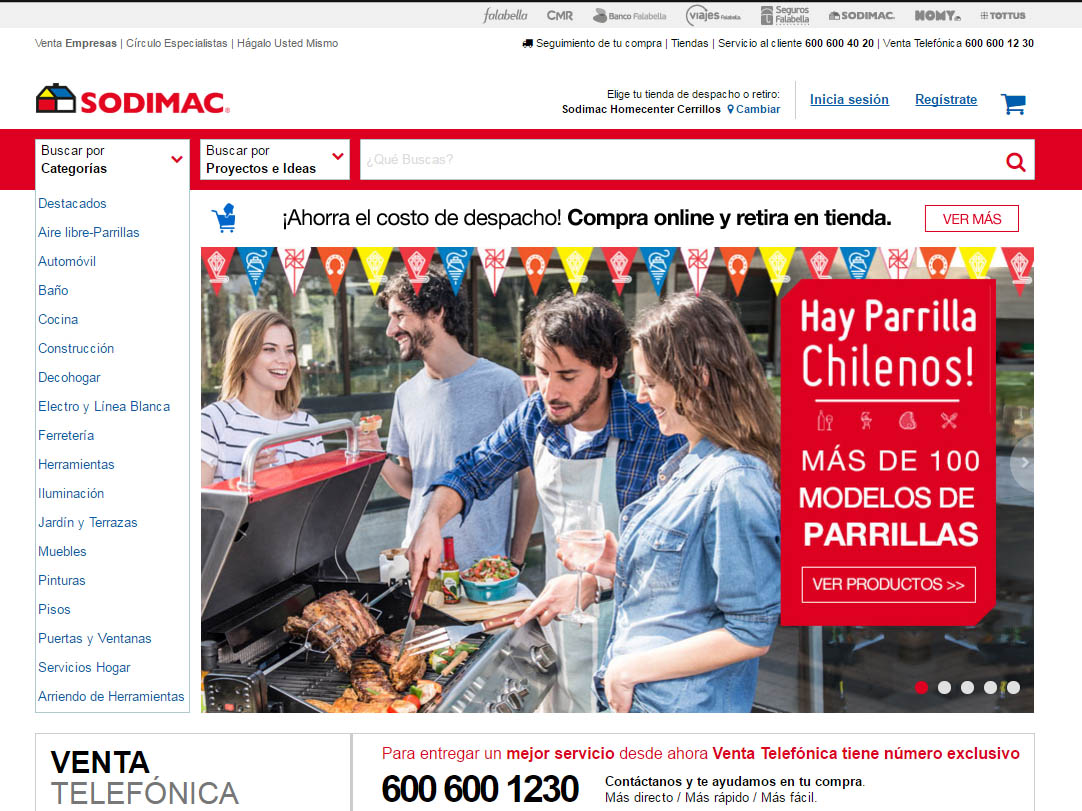 falabella CMR Banco Falabella viajes Falabella Seguros Falabella SODIMAC HOMY TOTTUS
Venta Empresas | Círculo Especialistas | Hágalo Usted Mismo
Seguimiento de tu compra | Tiendas | Servicio al cliente 600 600 40 20 | Venta Telefónica 600 600 12 30
SODIMAC
Elige tu tienda de despacho o retiro:
Sodimac Homecenter Cerrillos Cambiar
Inicia sesión
Regístrate
Buscar por
Categorías
Buscar por
Proyectos e Ideas
¿Qué Buscas?
Destacados
Aire libre-Parrillas
Automóvil
Baño
Cocina
Construcción
Decohogar
Electro y Línea Blanca
Ferretería
Herramientas
Iluminación
Jardín y Terrazas
Muebles
Pinturas
Pisos
Puertas y Ventanas
Servicios Hogar
Arriendo de Herramientas
¡Ahorra el costo de despacho! Compra online y retira en tienda.
VER MÁS
Hay Parrilla
Chilenos!
MÁS DE 100
MODELOS DE
PARRILLAS
VER PRODUCTOS >>
VENTA
TELEFÓNICA
Para entregar un mejor servicio desde ahora Venta Telefónica tiene número exclusivo
600 600 1230
Contáctanos y te ayudamos en tu compra.
Más directo / Más rápido / Más fácil.